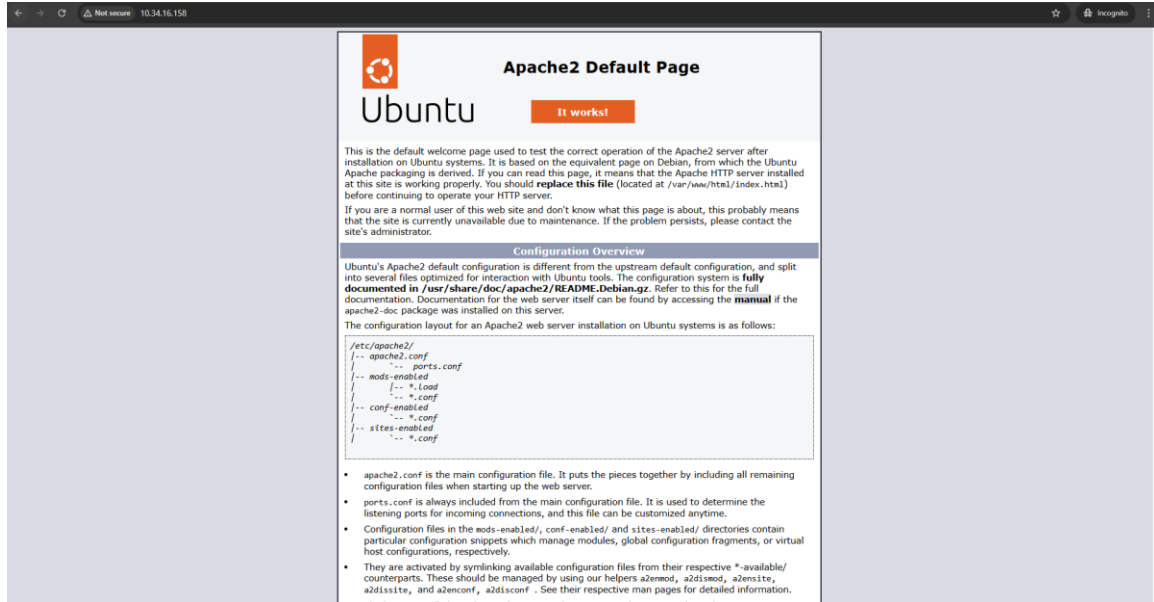 Not secure 10.34.16.158
Incognito
Apache2 Default Page
Ubuntu
It works!
This is the default welcome page used to test the correct operation of the Apache2 server after
installation on Ubuntu systems. It is based on the equivalent page on Debian, from which the Ubuntu
Apache packaging is derived. If you can read this page, it means that the Apache HTTP server installed
at this site is working properly. You should replace this file (located at /var/www/html/index.html)
before continuing to operate your HTTP server.
If you are a normal user of this web site and don't know what this page is about, this probably means
that the site is currently unavailable due to maintenance. If the problem persists, please contact the
site's administrator.
Configuration Overview
Ubuntu's Apache2 default configuration is different from the upstream default configuration, and split
into several files optimized for interaction with Ubuntu tools. The configuration system is fully
documented in /usr/share/doc/apache2/README.Debian.gz. Refer to this for the full
documentation. Documentation for the web server itself can be found by accessing the manual if the
apache2-doc package was installed on this server.
The configuration layout for an Apache2 web server installation on Ubuntu systems is as follows:
/etc/apache2/
|-- apache2.conf
|       `--  ports.conf
|-- mods-enabled
|       |-- *.load
|       `-- *.conf
|-- conf-enabled
|       `-- *.conf
|-- sites-enabled
|       `-- *.conf
• apache2.conf is the main configuration file. It puts the pieces together by including all remaining
configuration files when starting up the web server.
• ports.conf is always included from the main configuration file. It is used to determine the
listening ports for incoming connections, and this file can be customized anytime.
• Configuration files in the mods-enabled/, conf-enabled/ and sites-enabled/ directories contain
particular configuration snippets which manage modules, global configuration fragments, or virtual
host configurations, respectively.
• They are activated by symlinking available configuration files from their respective *-available/
counterparts. These should be managed by using our helpers a2enmod, a2dismod, a2ensite,
a2dissite, and a2enconf, a2disconf . See their respective man pages for detailed information.